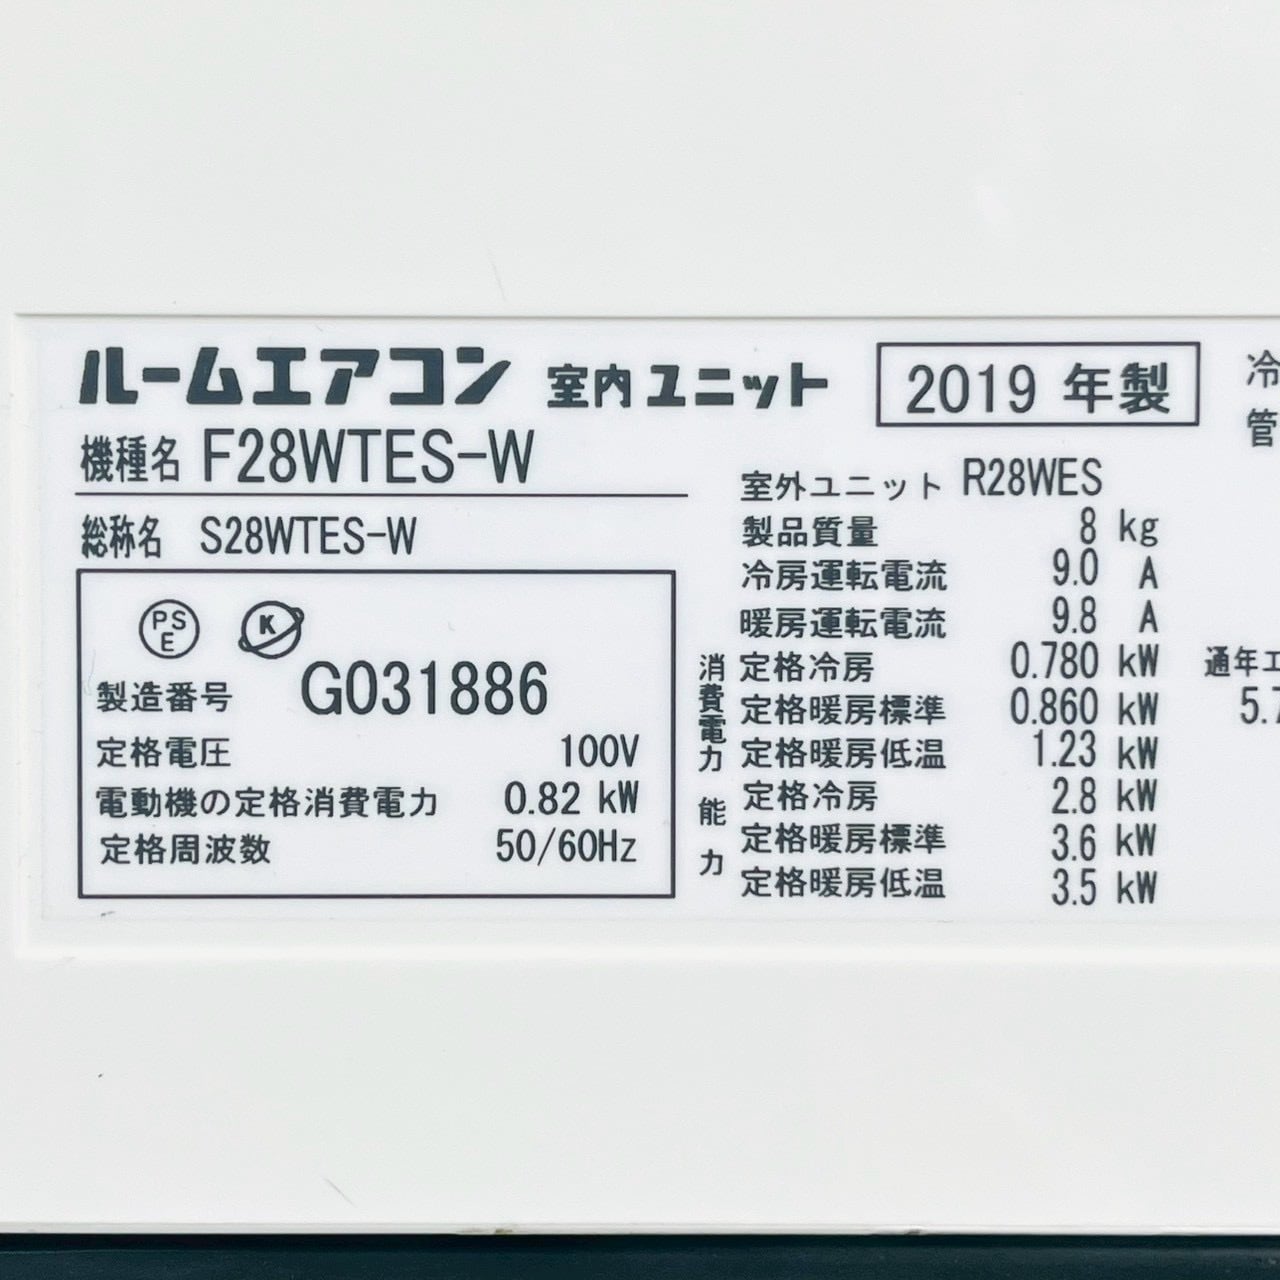 ルームエアコン 室内ユニット
2019 年製
機種名 F28WTES-W
総称名 S28WTES-W
PS
E
K
製造番号 G031886
定格電圧 100V
電動機の定格消費電力 0.82 kW
定格周波数 50/60Hz
室外ユニット R28WES
製品質量 8 kg
冷房運転電流 9.0 A
暖房運転電流 9.8 A
消費電力
定格冷房 0.780 kW
定格暖房標準 0.860 kW
定格暖房低温 1.23 kW
能力
定格冷房 2.8 kW
定格暖房標準 3.6 kW
定格暖房低温 3.5 kW
冷
管
通年エ
5.7